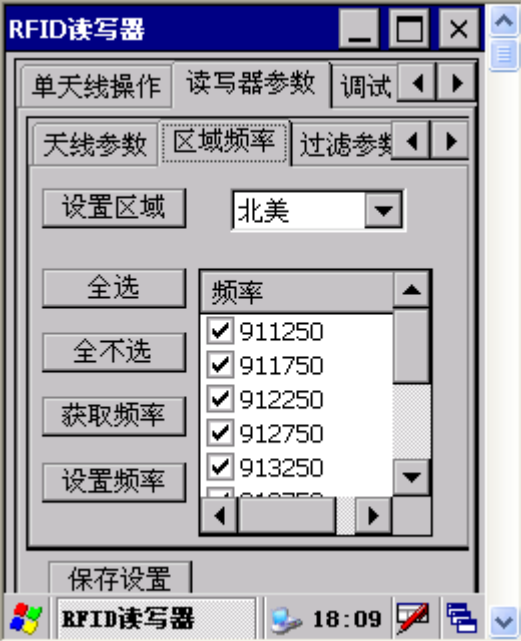 RFID读写器
单天线操作 读写器参数 调试
天线参数 区域频率 过滤参数
设置区域 北美
全选 频率
911250
全不选 911750
912250
获取频率 912750
设置频率 913250
保存设置
RFID读写器 18:09